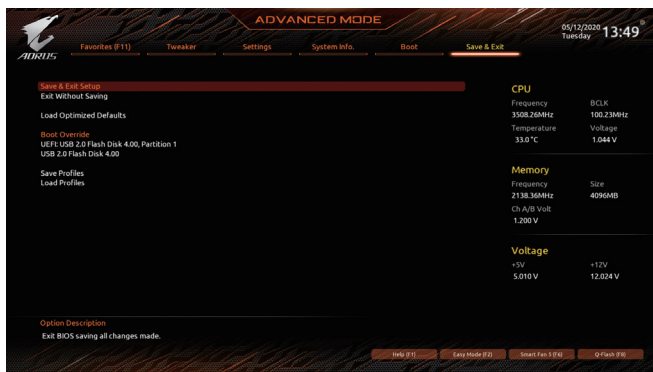 ADVANCED MODE
05/12/2020
Tuesday
13:49
AORUS
Favorites (F11) Tweaker Settings System Info. Boot Save & Exit
Save & Exit Setup
Exit Without Saving
Load Optimized Defaults
Boot Override
UEFI: USB 2.0 Flash Disk 4.00, Partition 1
USB 2.0 Flash Disk 4.00
Save Profiles
Load Profiles
CPU
Frequency BCLK
3508.26MHz 100.23MHz
Temperature Voltage
33.0 °C 1.044 V
Memory
Frequency Size
2138.36MHz 4096MB
Ch A/B Volt
1.200 V
Voltage
+5V +12V
5.010 V 12.024 V
Option Description
Exit BIOS saving all changes made.
Help (F1) Easy Mode (F2) Smart Fan 5 (F6) Q-Flash (F8)